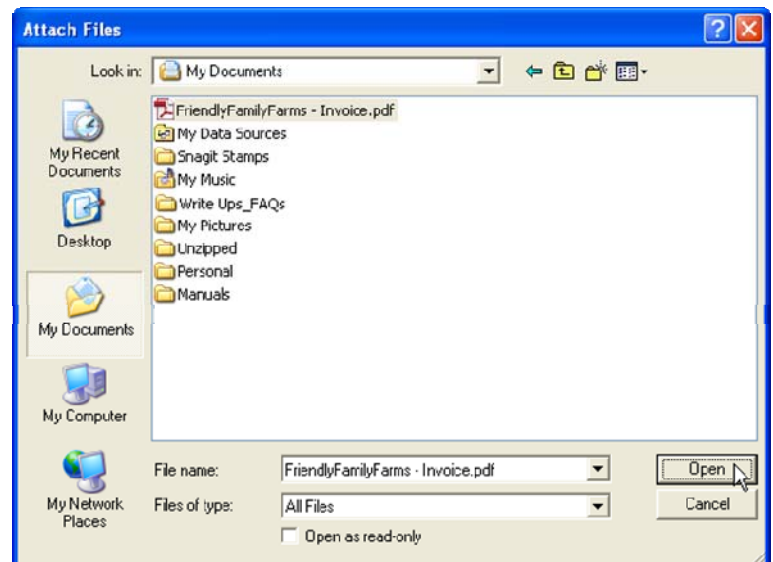 Attach Files
Look in:
My Documents
My Recent
Documents
Desktop
My Documents
My Computer
My Network
Places
FriendlyFamilyFarms - Invoice.pdf
My Data Sources
Snagit Stamps
My Music
Write Ups_FAQs
My Pictures
Unzipped
Personal
Manuals
File name:
FriendlyFamilyFarms - Invoice.pdf
Open
Files of type:
All Files
Cancel
Open as read-only